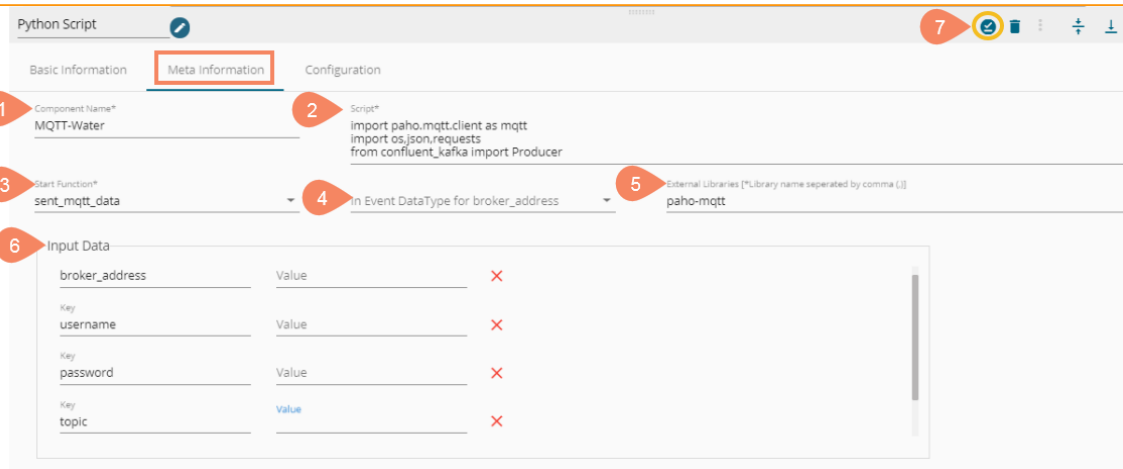 Python Script
7
Basic Information
Meta Information
Configuration
1
Component Name*
MQTT-Water
2
Script*
import paho.mqtt.client as mqtt
import os,json,requests
from confluent_kafka import Producer
3
Start Function*
sent_mqtt_data
4
In Event DataType for broker_address
5
External Libraries [*Library name seperated by comma (,)]
paho-mqtt
6
Input Data
broker_address
Value
Key
username
Value
Key
password
Value
Key
topic
Value